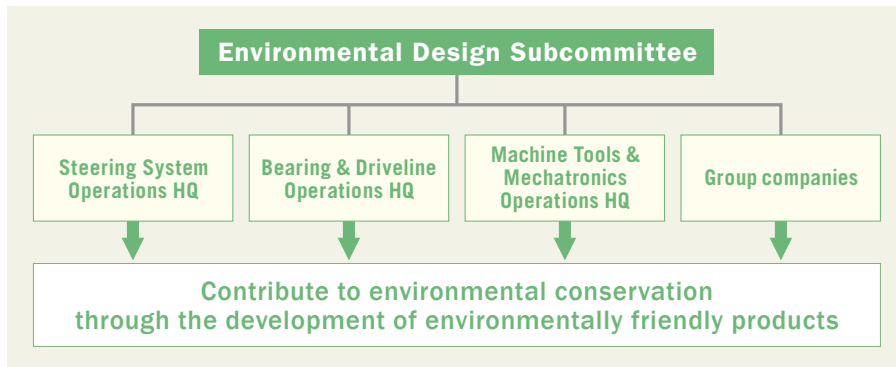 Environmental Design Subcommittee
Steering System
Operations HQ
Bearing & Driveline
Operations HQ
Machine Tools &
Mechatronics
Operations HQ
Group companies
Contribute to environmental conservation
through the development of environmentally friendly products